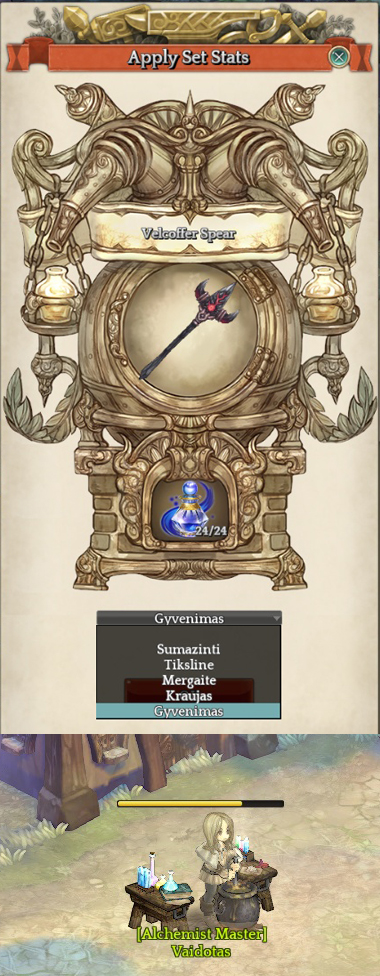 Apply Set Stats
Velcoffer Spear
24/24
Gyvenimas
Sumazinti
Tiksline
Mergaite
Kraujas
Gyvenimas
[Alchemist Master]
Vaidotas